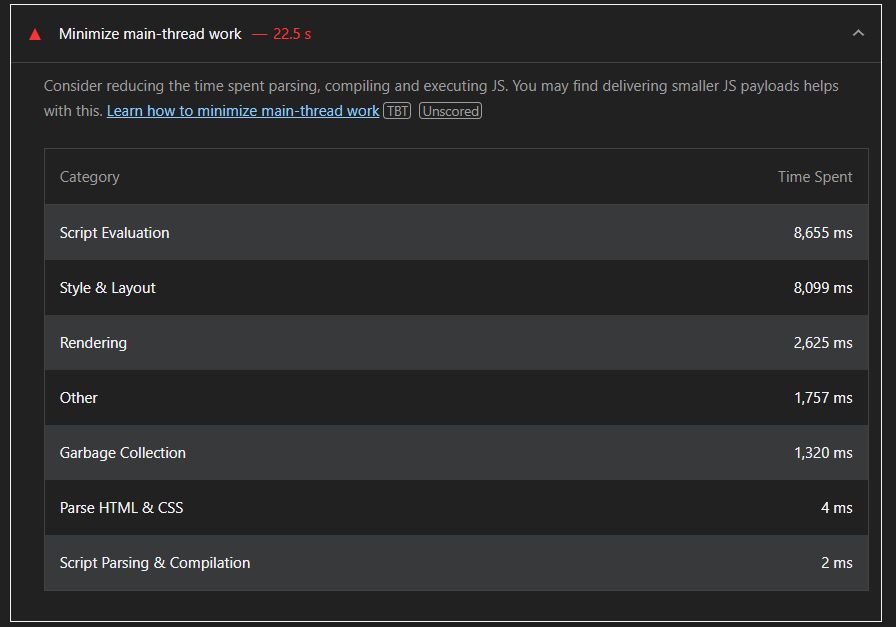 Minimize main-thread work — 22.5 s
Consider reducing the time spent parsing, compiling and executing JS. You may find delivering smaller JS payloads helps
with this. Learn how to minimize main-thread work TBT Unscored
Category Time Spent
Script Evaluation 8,655 ms
Style & Layout 8,099 ms
Rendering 2,625 ms
Other 1,757 ms
Garbage Collection 1,320 ms
Parse HTML & CSS 4 ms
Script Parsing & Compilation 2 ms